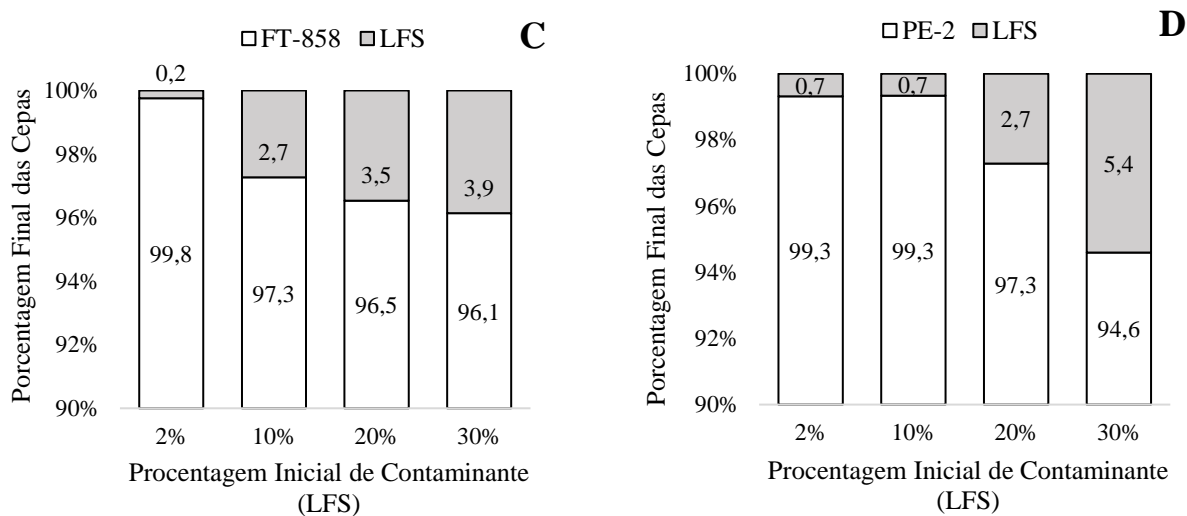 FT-858 LFS
C
100%
98%
96%
94%
92%
90%
Porcentagem Final das Cepas
0,2
2,7
3,5
3,9
99,8
97,3
96,5
96,1
2% 10% 20% 30%
Procentagem Inicial de Contaminante
(LFS)
PE-2 LFS
D
100%
98%
96%
94%
92%
90%
Porcentagem Final das Cepas
0,7
0,7
2,7
5,4
99,3
99,3
97,3
94,6
2% 10% 20% 30%
Procentagem Inicial de Contaminante
(LFS)